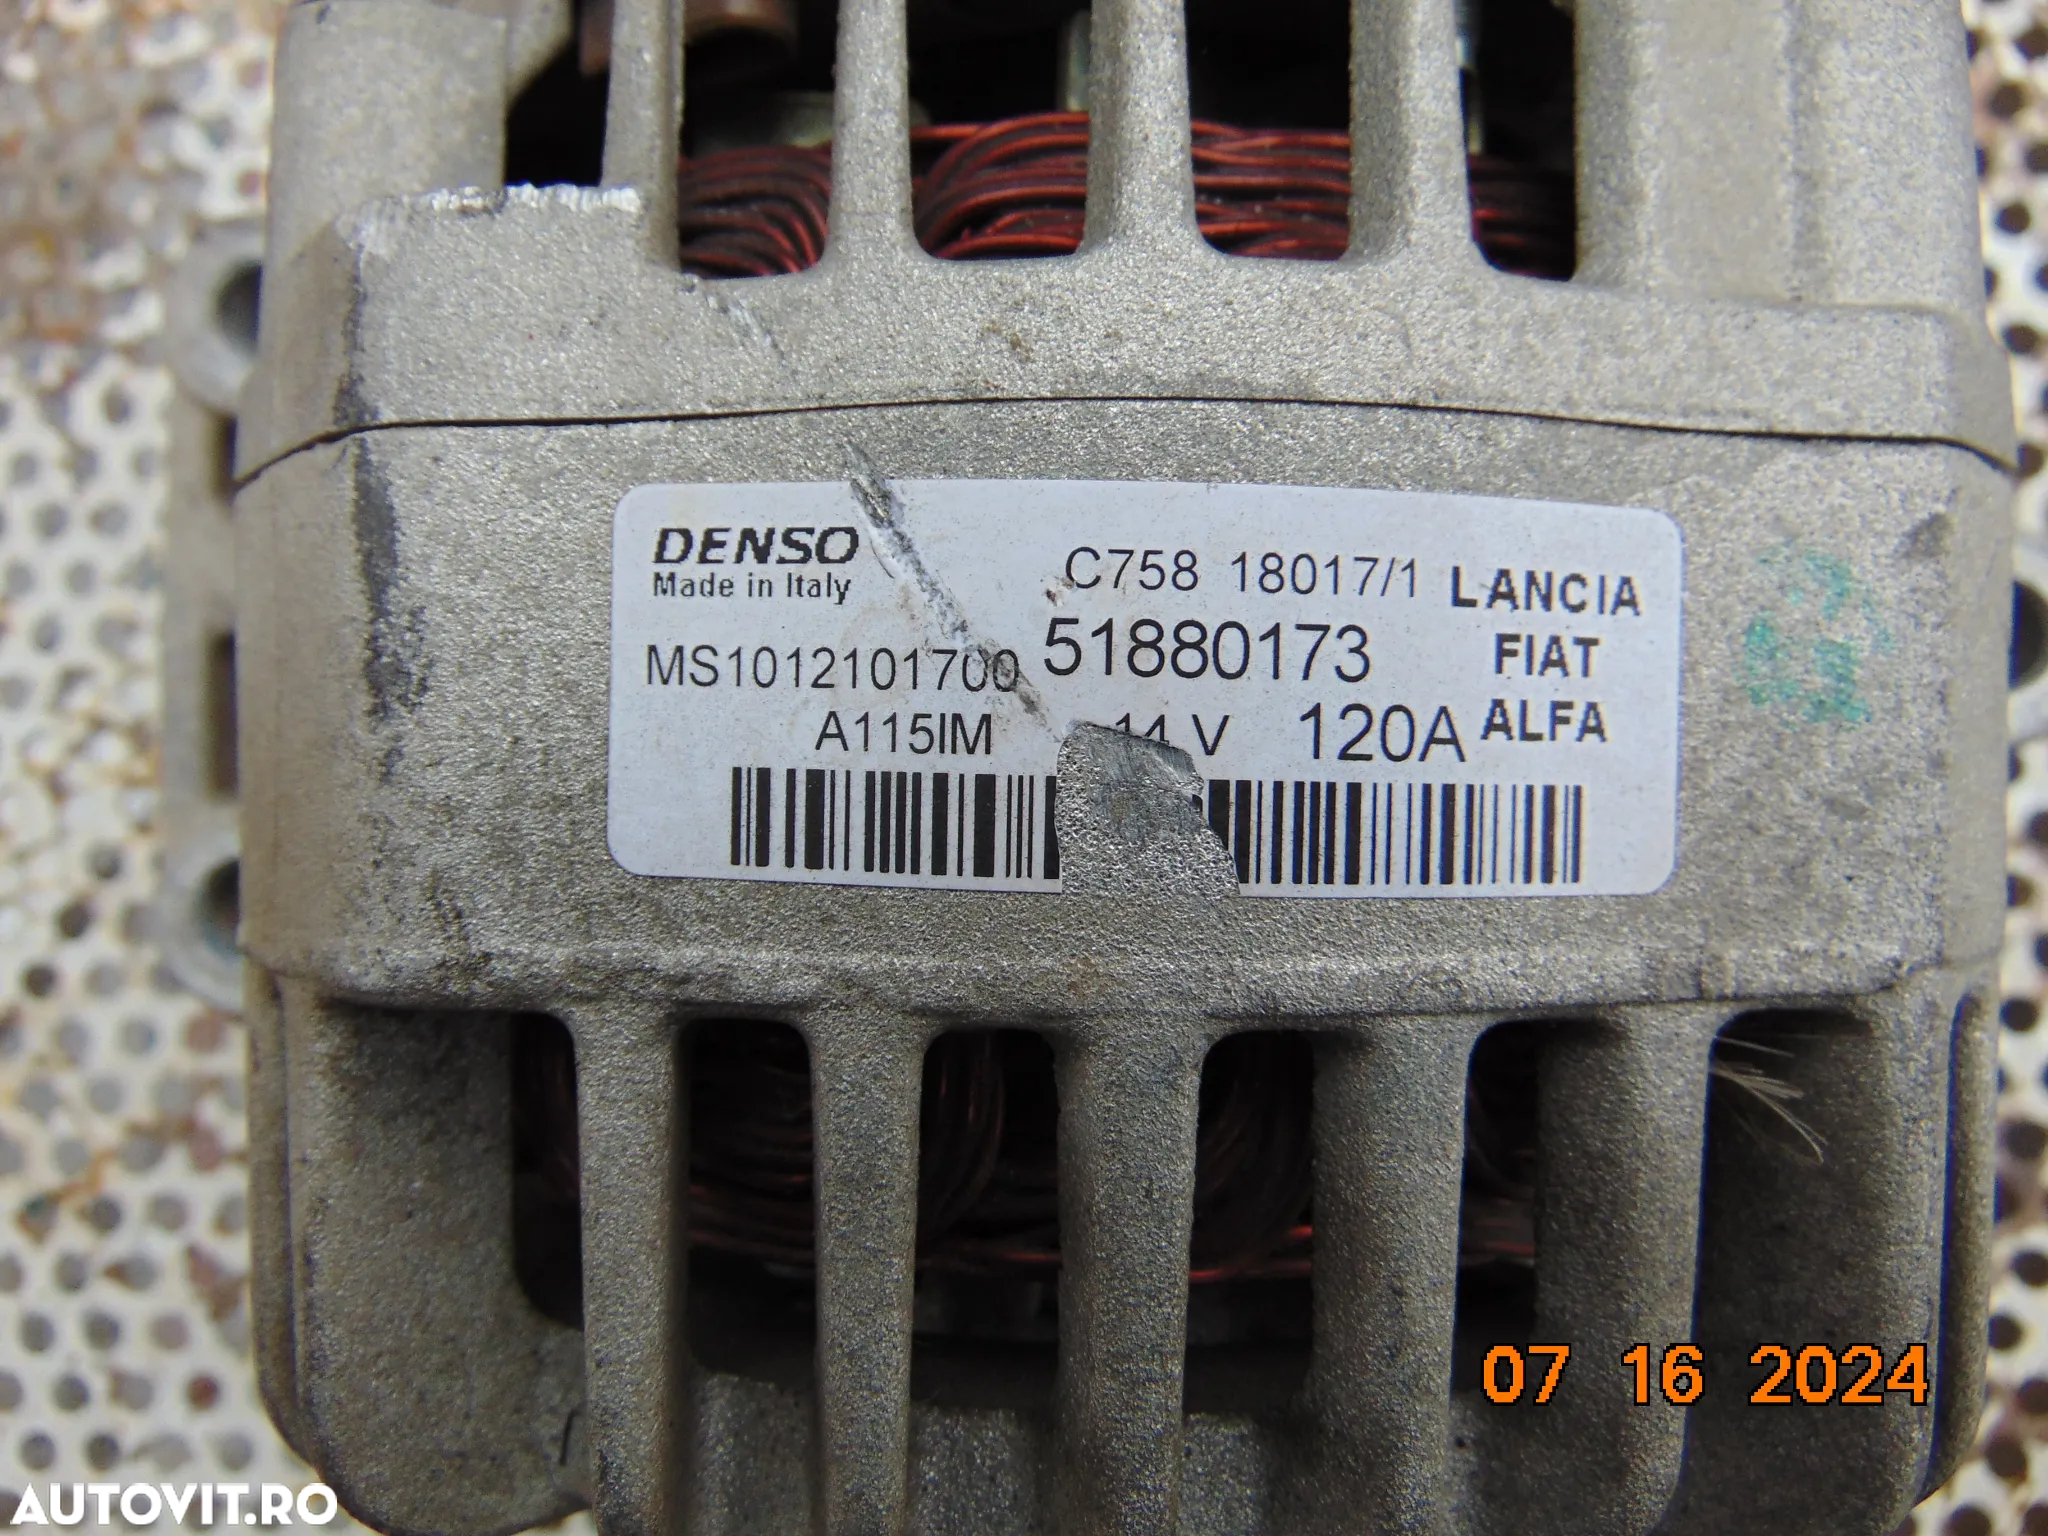 DENSO
Made in Italy
C758 18017/1
LANCIA
MS1012101700
51880173
FIAT
A115IM
14 V
120A
ALFA
07 16 2024
AUTOVIT.RO